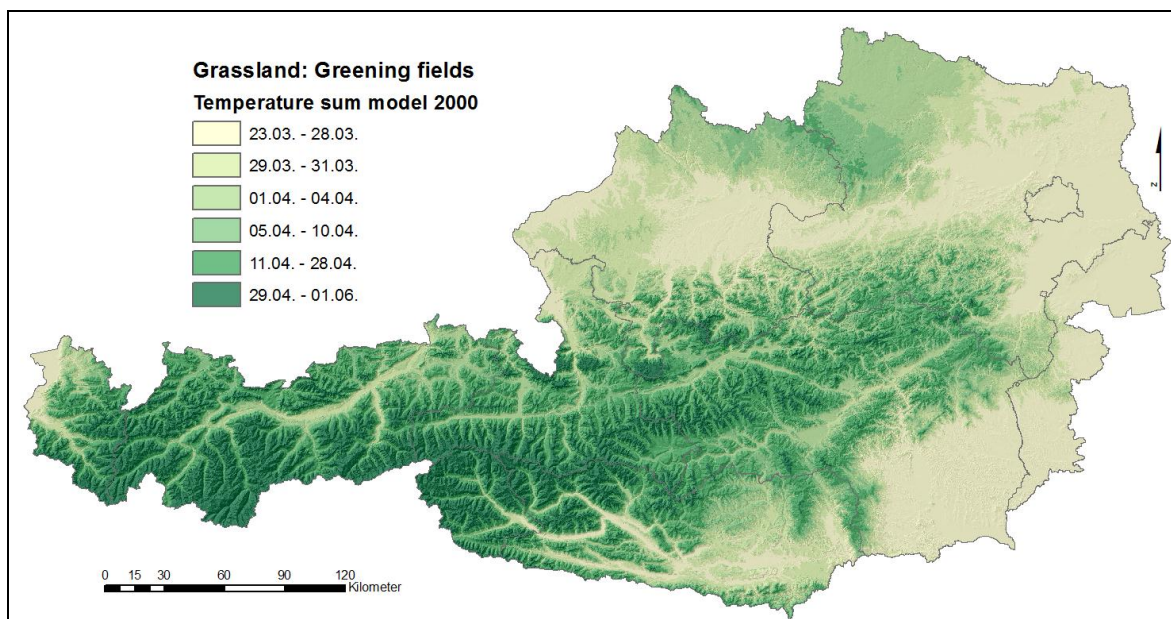 Grassland: Greening fields
Temperature sum model 2000
23.03. - 28.03.
29.03. - 31.03.
01.04. - 04.04.
05.04. - 10.04.
11.04. - 28.04.
29.04. - 01.06.
N
0 15 30 60 90 120
Kilometer